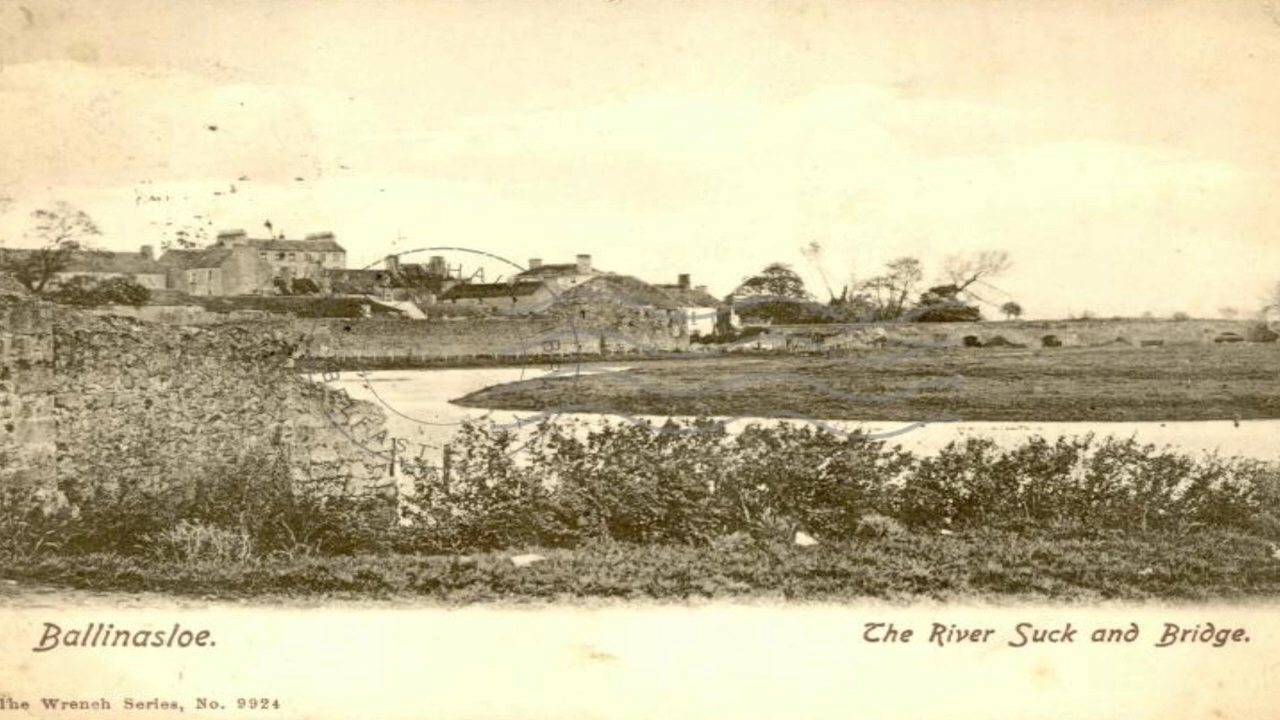 Ballinasloe.
The River Suck and Bridge.
The Wrench Series, No. 9924